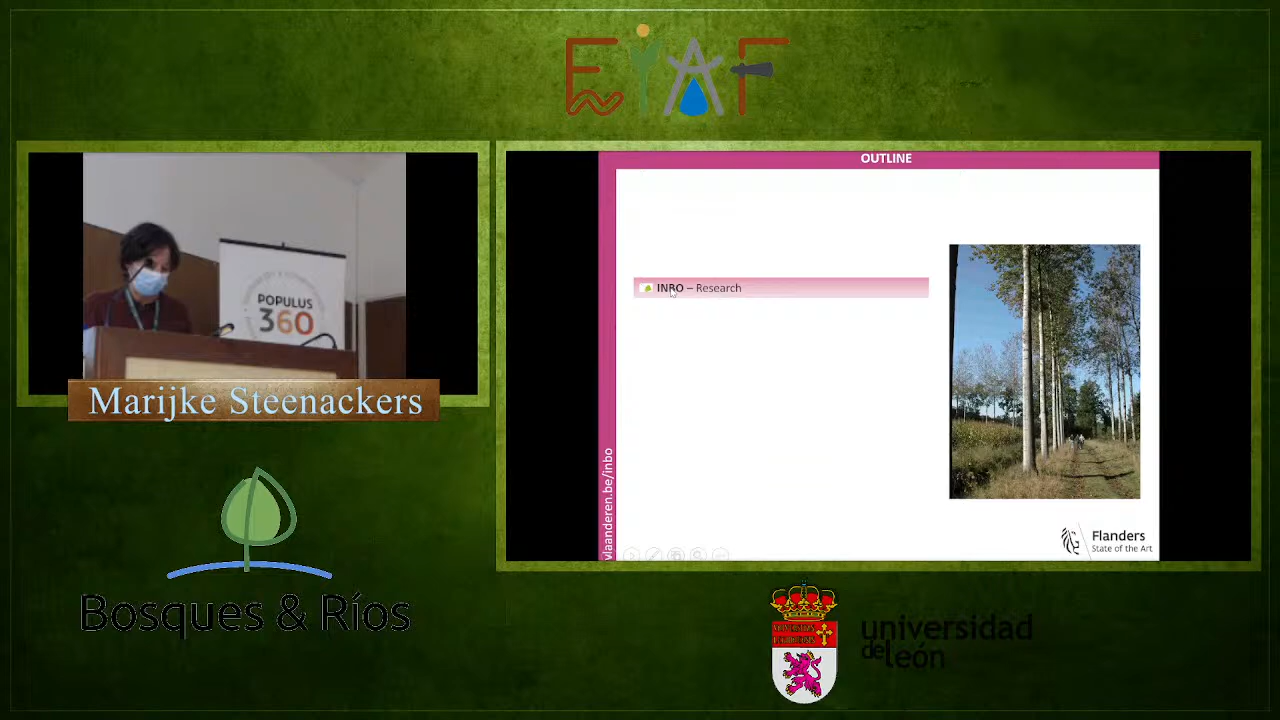 EIAF
OUTLINE
POPULUS
360
INBO – Research
Marijke Steenackers
vlaanderen.be/inbo
Flanders
State of the Art
Bosques & Ríos
universidad
de león